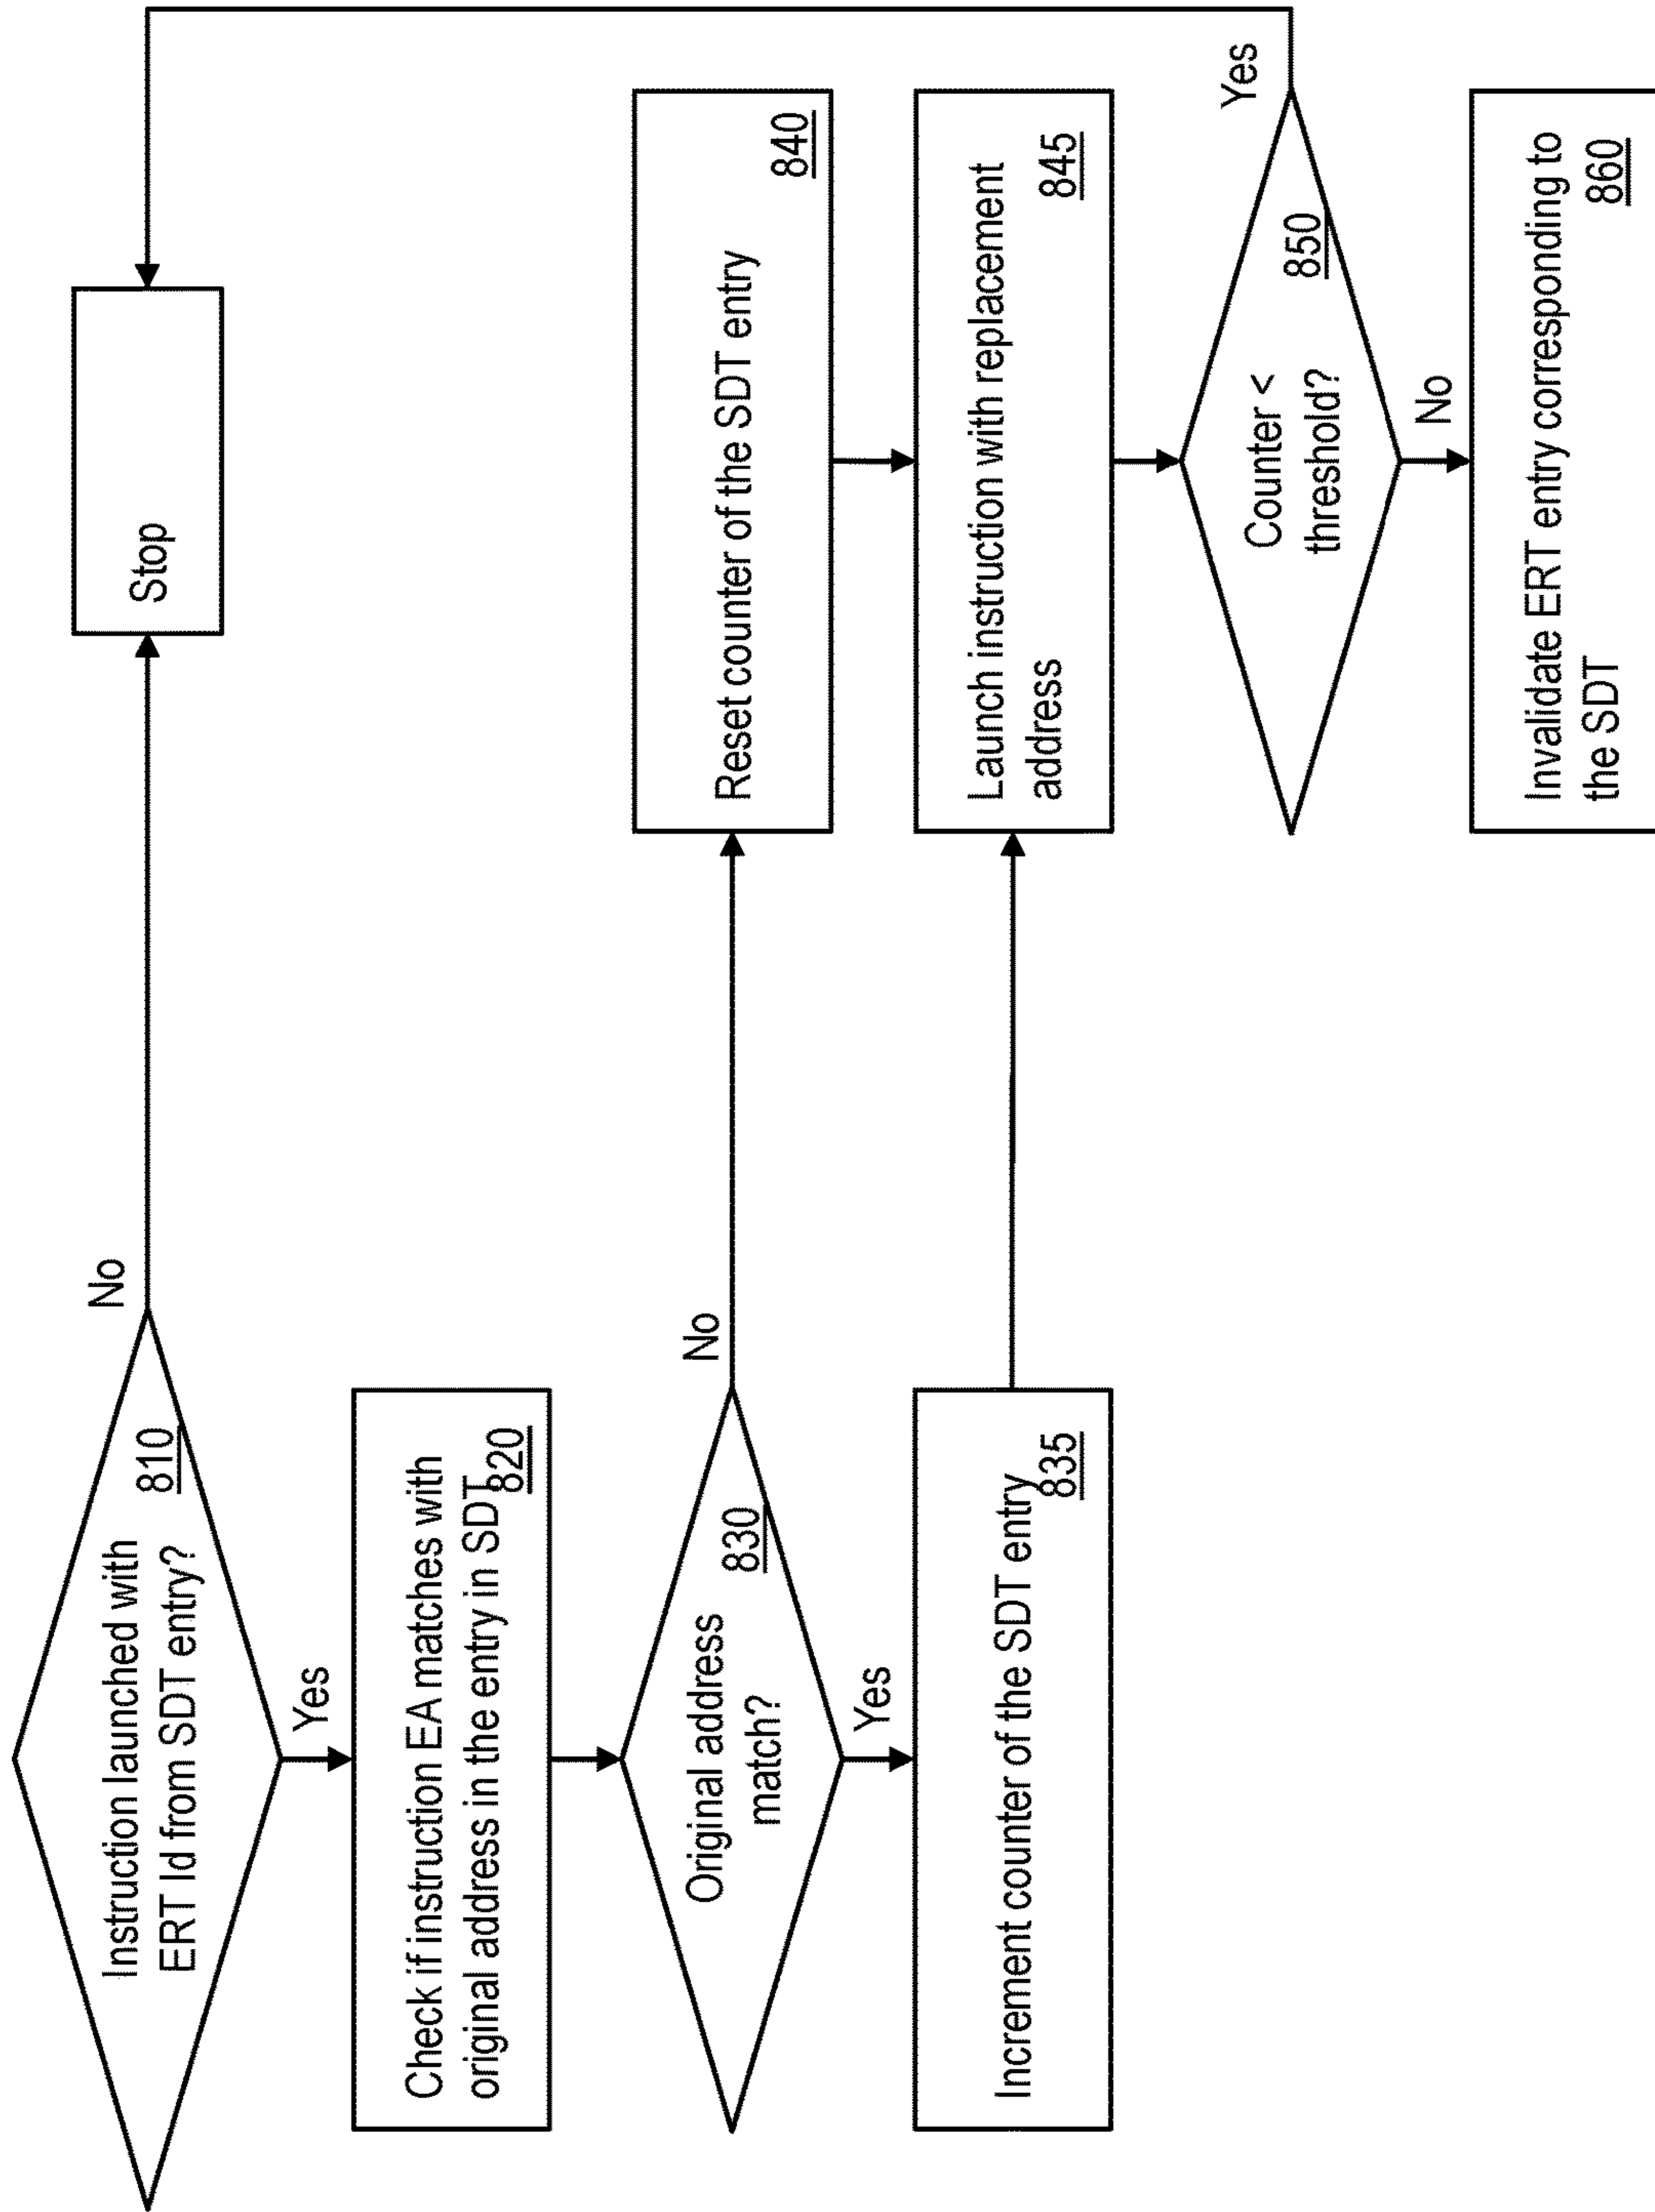 Instruction launched with
ERT Id from SDT entry?
810
No
Stop
Yes
Check if instruction EA matches with
original address in the entry in SDT
820
Original address
match?
830
No
Reset counter of the SDT entry
840
Yes
Increment counter of the SDT entry
835
Launch instruction with replacement
address
845
Counter <
threshold?
850
Yes
No
Invalidate ERT entry corresponding to
the SDT
860